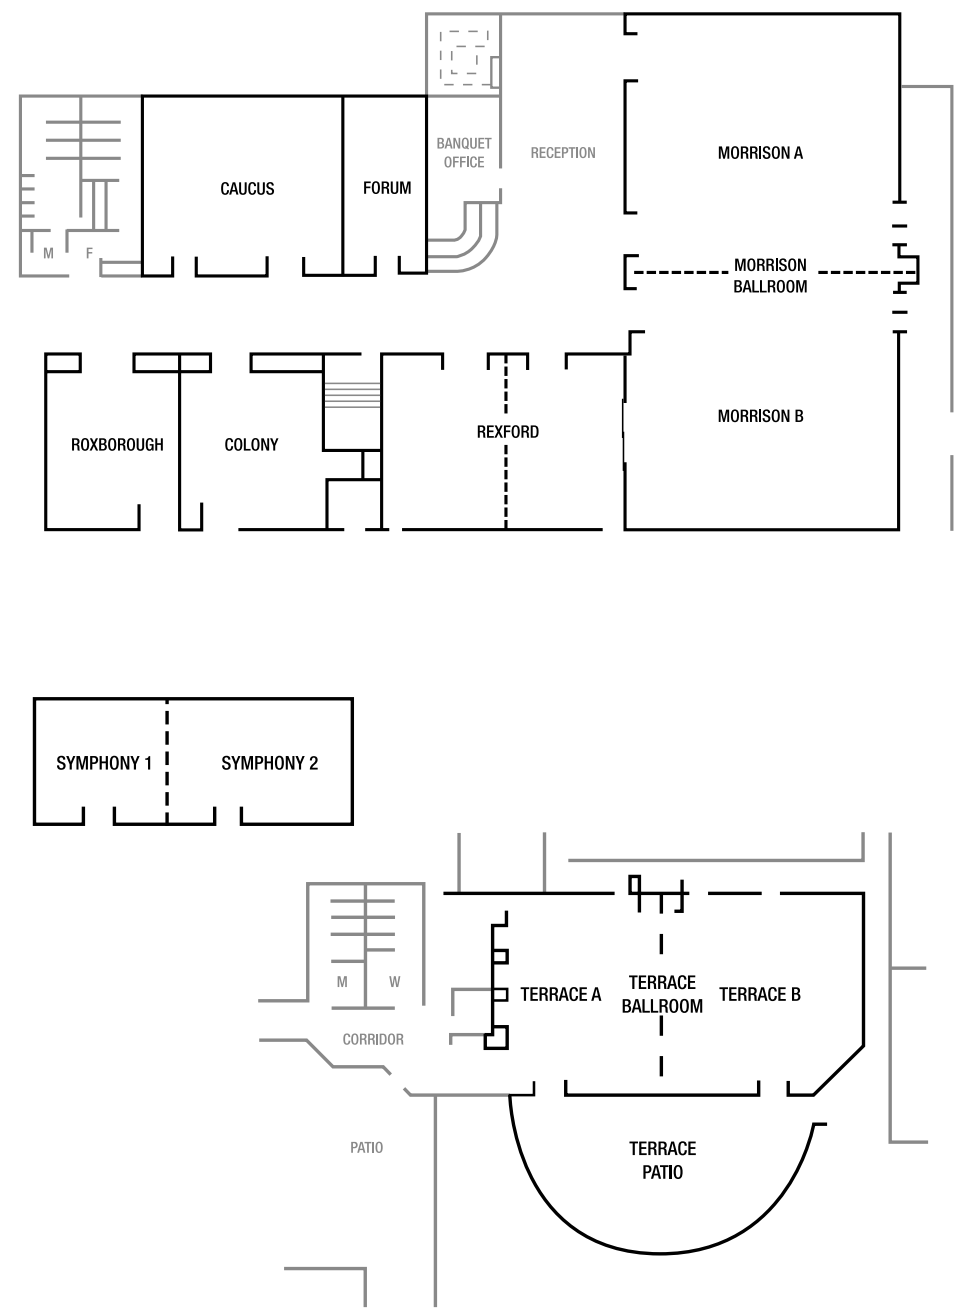 MORRISON A
BANQUET
OFFICE
RECEPTION
CAUCUS
FORUM
M
F
MORRISON
BALLROOM
MORRISON B
REXFORD
ROXBOROUGH
COLONY
SYMPHONY 1
SYMPHONY 2
M
W
TERRACE A
TERRACE
BALLROOM
TERRACE B
CORRIDOR
PATIO
TERRACE
PATIO